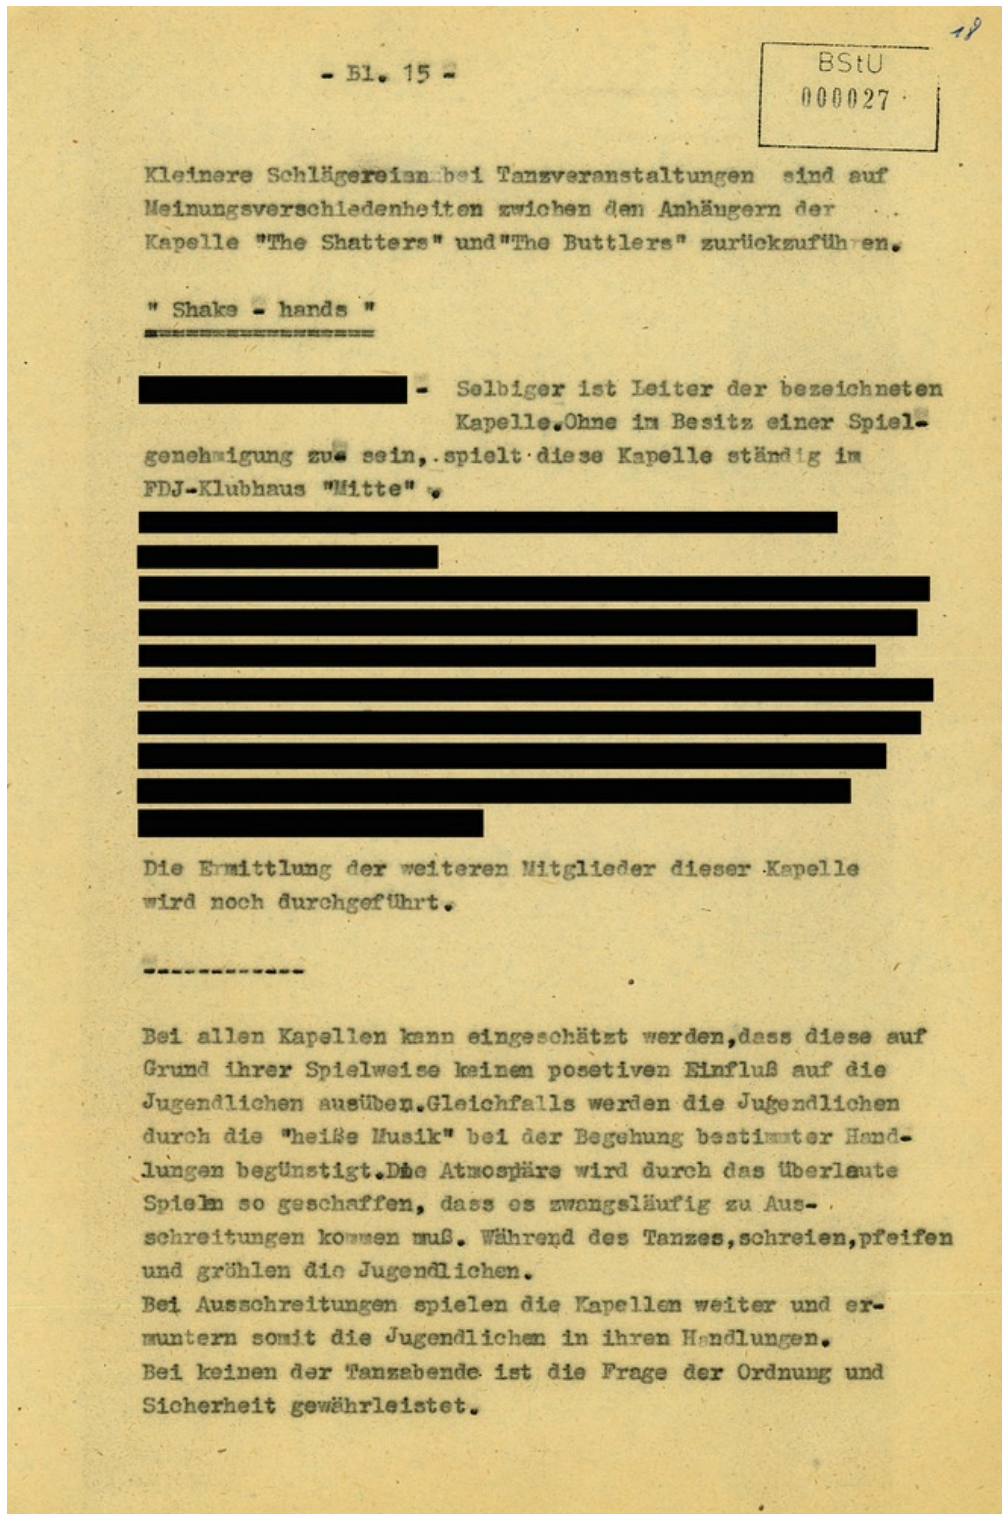 18
- Bl. 15 -
BStU
000027
Kleinere Schlägereien bei Tanzveranstaltungen sind auf
Meinungsverschiedenheiten zwichen den Anhängern der
Kapelle "The Shatters" und"The Buttlers" zurückzuführen.
" Shake - hands "
- Selbiger ist Leiter der bezeichneten
Kapelle.Ohne im Besitz einer Spiel-
genehmigung zu sein, spielt diese Kapelle ständig im
FDJ-Klubhaus "Mitte" .
Die Ermittlung der weiteren Mitglieder dieser Kapelle
wird noch durchgeführt.
------------
Bei allen Kapellen kann eingeschätzt werden,dass diese auf
Grund ihrer Spielweise keinen posetiven Einfluß auf die
Jugendlichen ausüben.Gleichfalls werden die Jugendlichen
durch die "heiße Musik" bei der Begehung bestimmter Hand-
lungen begünstigt.Die Atmospäre wird durch das überlaute
Spieln so geschaffen, dass es zwangsläufig zu Aus-
schreitungen kommen muß. Während des Tanzes,schreien,pfeifen
und gröhlen die Jugendlichen.
Bei Ausschreitungen spielen die Kapellen weiter und er-
muntern somit die Jugendlichen in ihren Handlungen.
Bei keinen der Tanzabende ist die Frage der Ordnung und
Sicherheit gewährleistet.